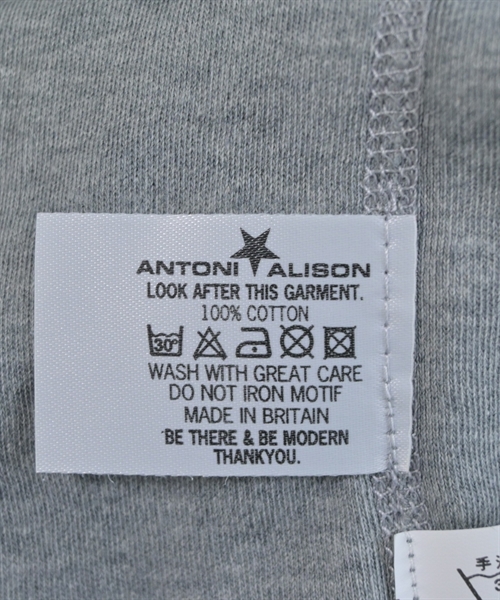 ANTONI ALISON
LOOK AFTER THIS GARMENT.
100% COTTON
30°
WASH WITH GREAT CARE
DO NOT IRON MOTIF
MADE IN BRITAIN
BE THERE & BE MODERN
THANKYOU.
手